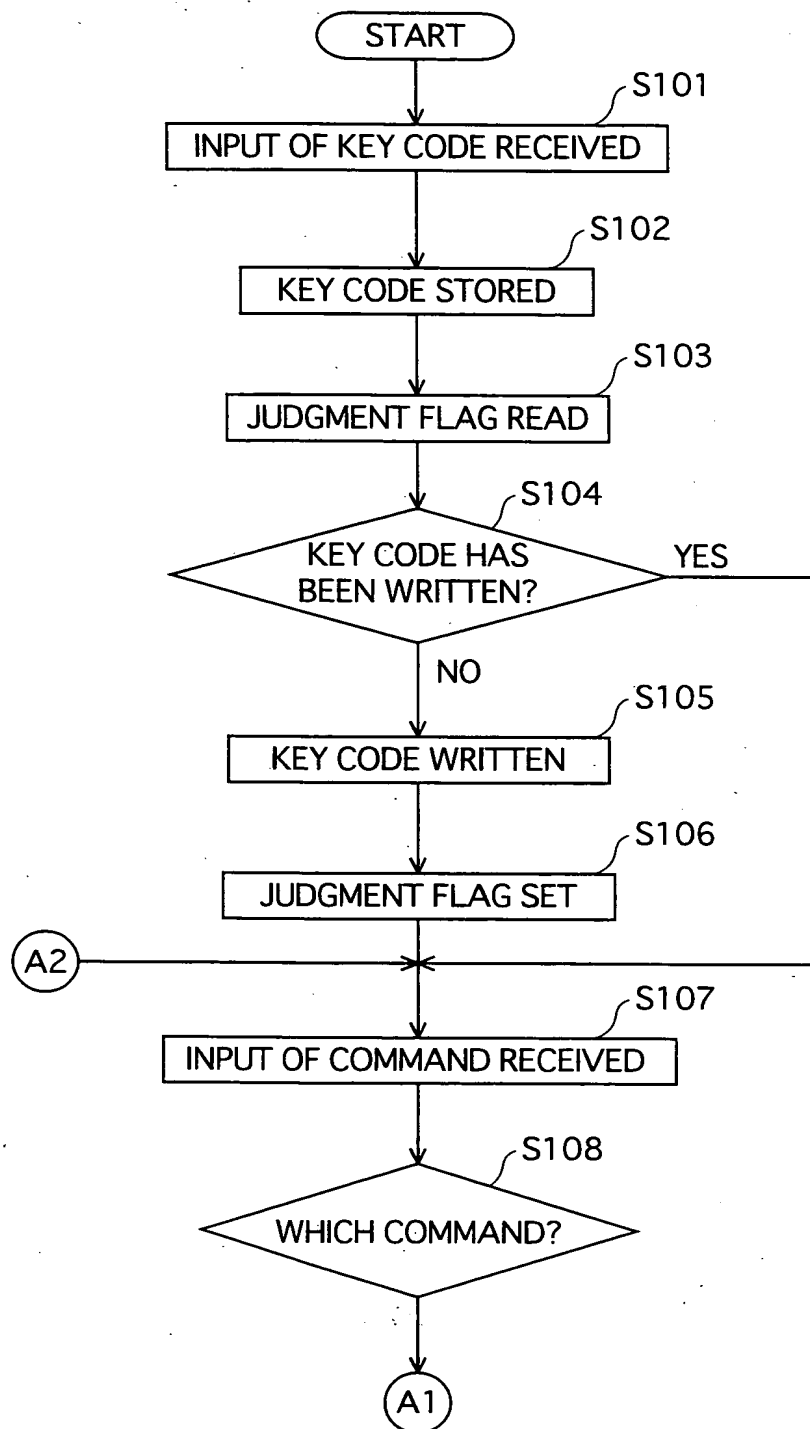 START
S101
INPUT OF KEY CODE RECEIVED
S102
KEY CODE STORED
S103
JUDGMENT FLAG READ
S104
KEY CODE HAS
BEEN WRITTEN?
YES
NO
S105
KEY CODE WRITTEN
S106
JUDGMENT FLAG SET
A2
S107
INPUT OF COMMAND RECEIVED
S108
WHICH COMMAND?
A1